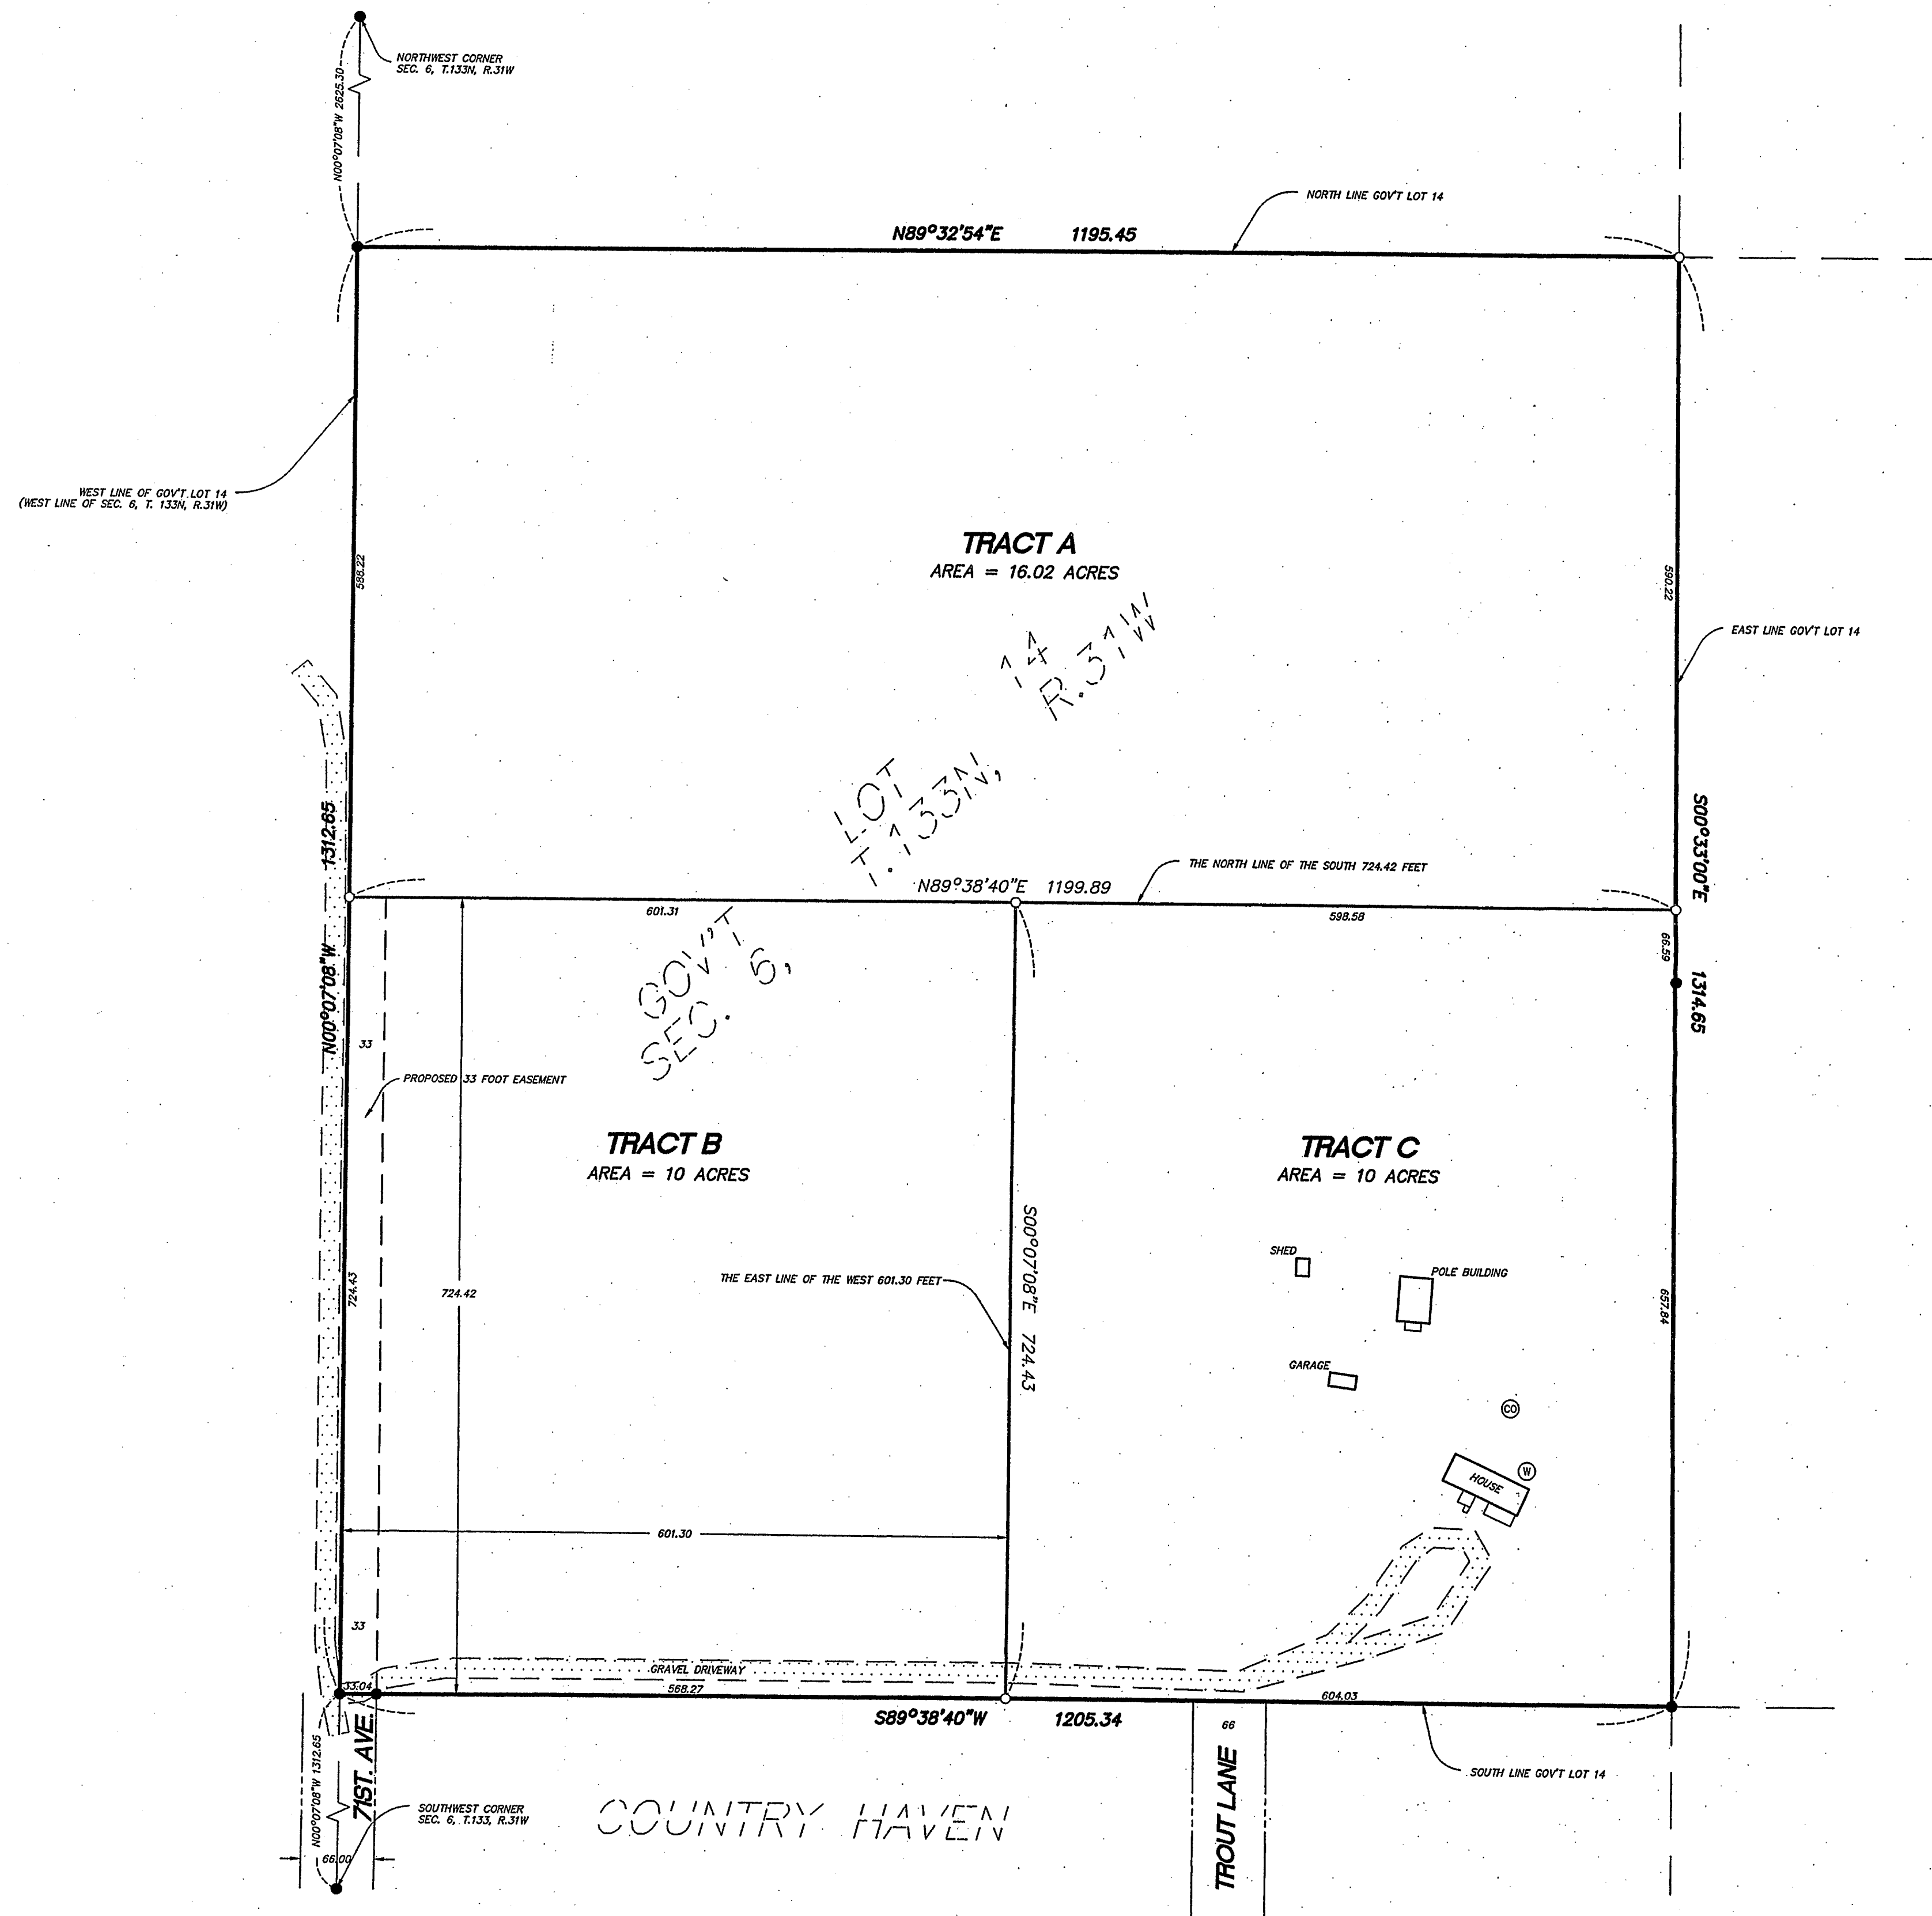 NORTHWEST CORNER
SEC. 6, T.133N, R.31W
N00°07'08"W 2625.30
NORTH LINE GOV'T LOT 14
N89°32'54"E 1195.45
WEST LINE OF GOV'T.LOT 14
(WEST LINE OF SEC. 6, T. 133N, R.31W)
TRACT A
AREA = 16.02 ACRES
588.22
590.22
EAST LINE GOV'T LOT 14
GOV'T LOT 14
SEC. 6, T.133N, R.31W
N00°07'08"W 1312.65
S00°33'00"E 1314.65
THE NORTH LINE OF THE SOUTH 724.42 FEET
N89°38'40"E 1199.89
601.31
598.58
66.59
33
PROPOSED 33 FOOT EASEMENT
TRACT B
AREA = 10 ACRES
TRACT C
AREA = 10 ACRES
S00°07'08"E 724.43
SHED
POLE BUILDING
THE EAST LINE OF THE WEST 601.30 FEET
724.43
724.42
657.84
GARAGE
CO
W
HOUSE
601.30
33
GRAVEL DRIVEWAY
33.04
568.27
604.03
S89°38'40"W 1205.34
66
71ST. AVE.
TROUT LANE
SOUTH LINE GOV'T LOT 14
N00°07'08"W 1312.65
SOUTHWEST CORNER
SEC. 6, T.133, R.31W
COUNTRY HAVEN
66.00